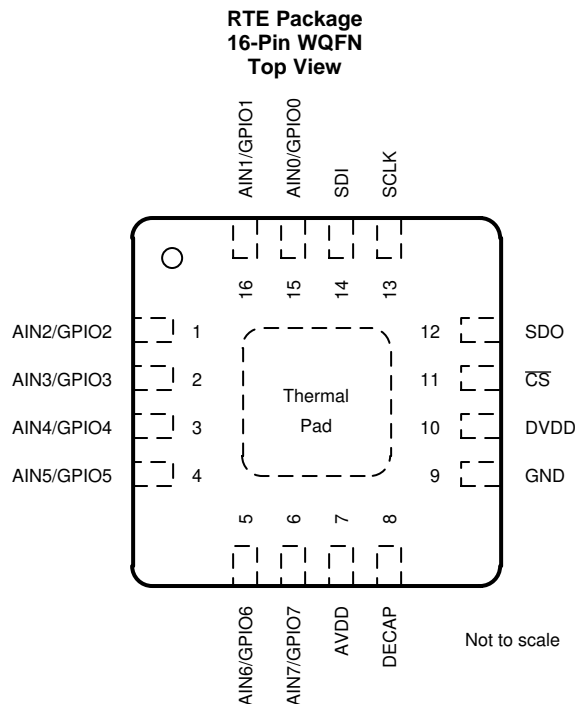 RTE Package
16-Pin WQFN
Top View
AIN1/GPIO1
AIN0/GPIO0
SDI
SCLK
16
15
14
13
AIN2/GPIO2 1
AIN3/GPIO3 2
AIN4/GPIO4 3
AIN5/GPIO5 4
Thermal
Pad
12 SDO
11 C̅S̅
10 DVDD
9 GND
5
6
7
8
AIN6/GPIO6
AIN7/GPIO7
AVDD
DECAP
Not to scale